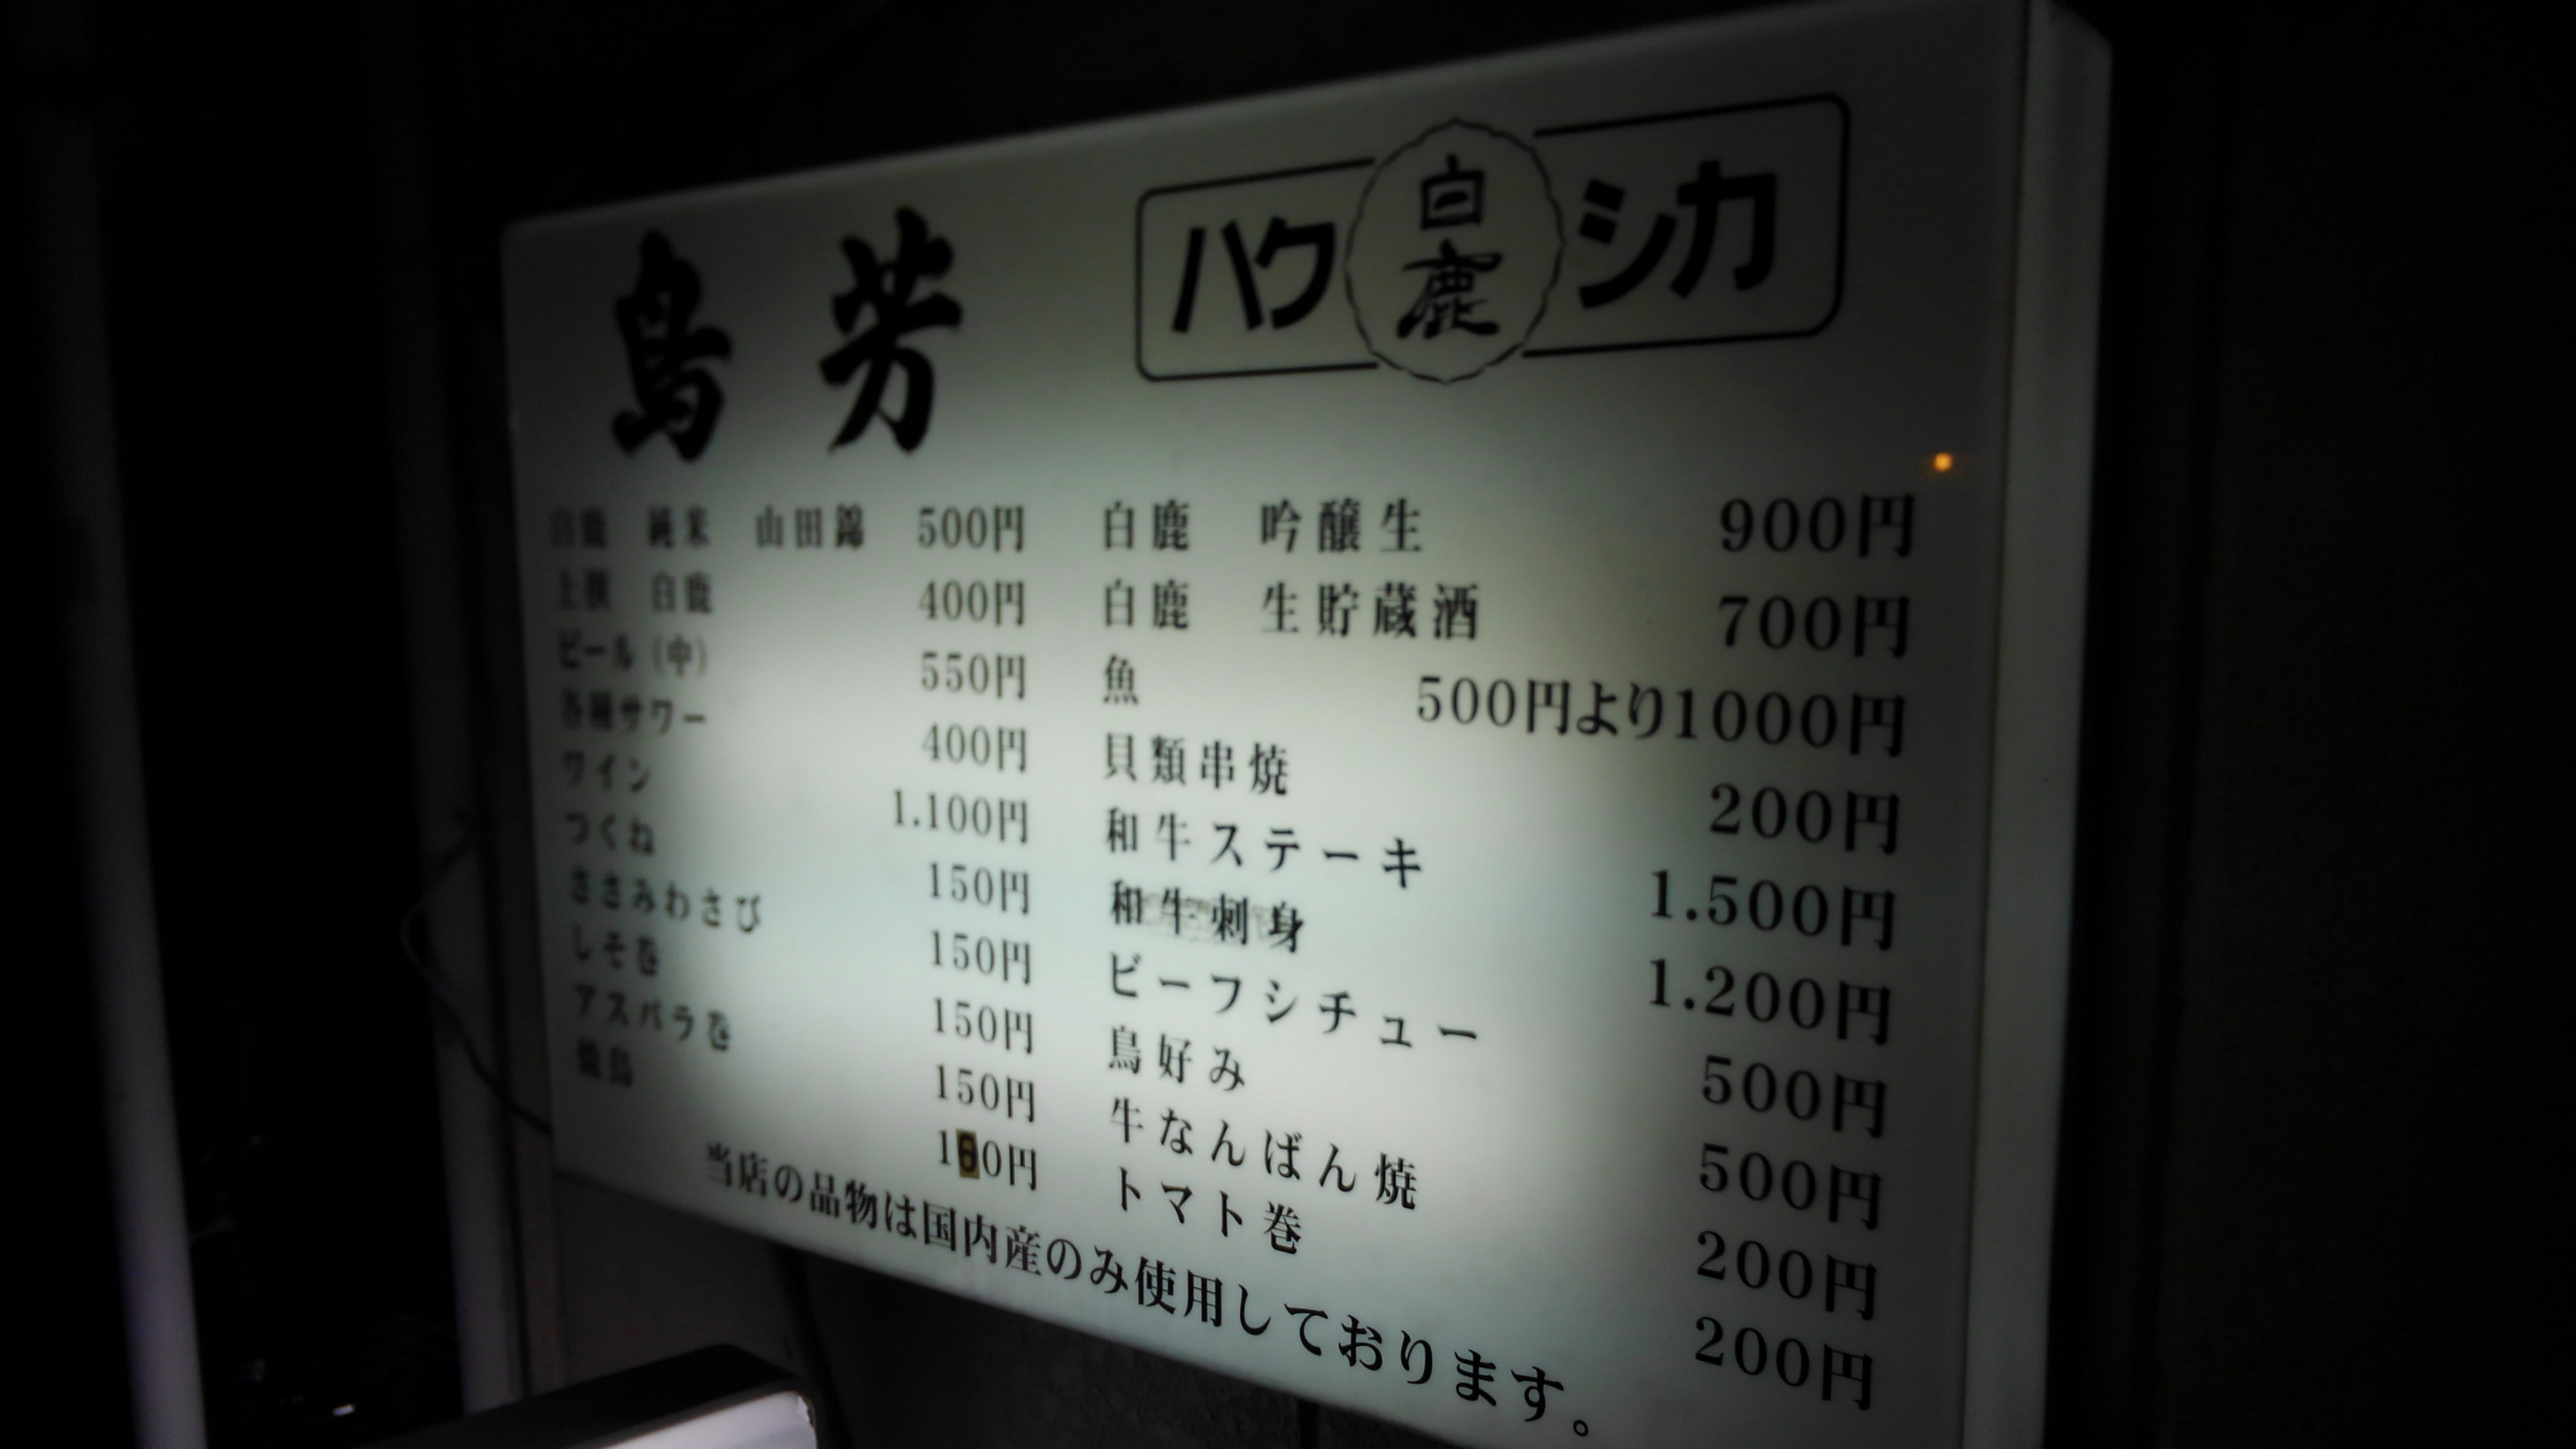 鳥芳
ハク 白鹿 シカ
白鹿 純米 山田錦 500円
上撰 白鹿 400円
ビール(中) 550円
各種サワー 400円
ワイン 1.100円
つくね 150円
ささみわさび 150円
しそ巻 150円
アスパラ巻 150円
焼鳥 160円
白鹿 吟醸生 900円
白鹿 生貯蔵酒 700円
魚 500円より1000円
貝類串焼 200円
和牛ステーキ 1.500円
和牛刺身 1.200円
ビーフシチュー 500円
鳥好み 500円
牛なんばん焼 200円
トマト巻 200円
当店の品物は国内産のみ使用しております。